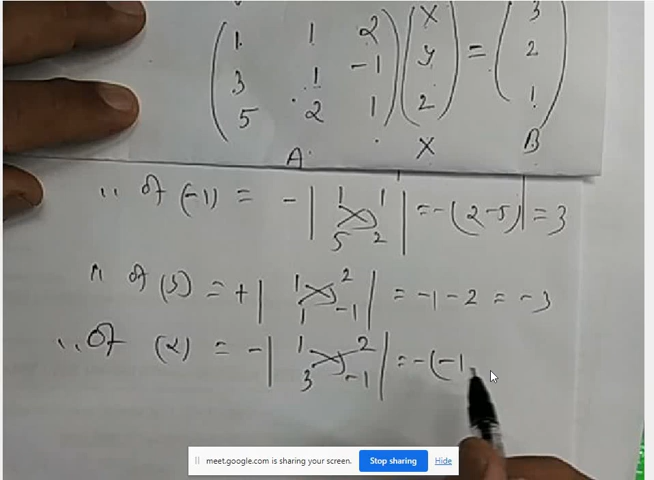 (1 1 2) (x) = (3)
(3 1 -1) (y) (2)
(5 2 1) (z) (1)
A X B
,, of (-1) = -| 1 1 | = -(2-5) = 3
5 2
,, of (5) = +| 1 2 | = -1-2 = -3
1 -1
,, of (2) = -| 1 2 | = -(-1
3 -1
meet.google.com is sharing your screen. Stop sharing Hide